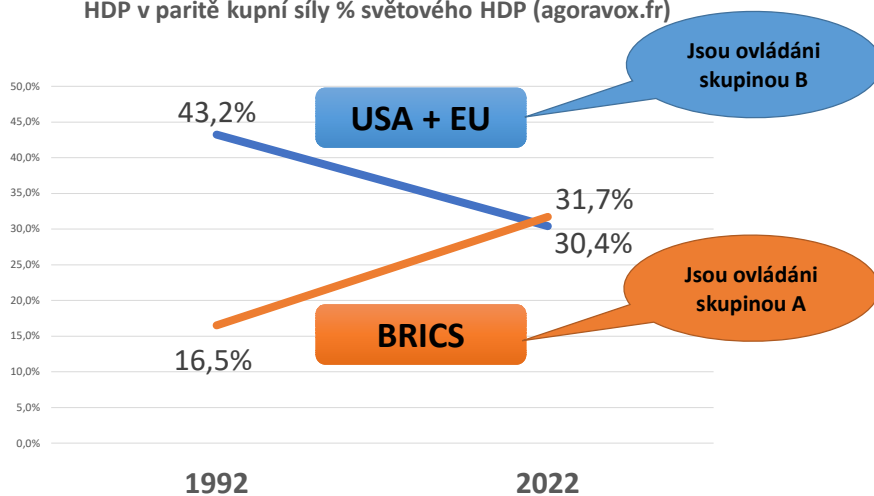 HDP v paritě kupní síly % světového HDP (agoravox.fr)
Jsou ovládáni
skupinou B
50,0%
45,0%
40,0%
35,0%
30,0%
25,0%
20,0%
15,0%
10,0%
5,0%
0,0%
43,2%
USA + EU
31,7%
30,4%
Jsou ovládáni
skupinou A
BRICS
16,5%
1992
2022